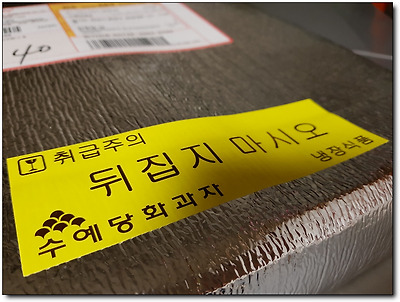 40
취급주의
뒤집지 마시오
냉장식품
수예당화과자